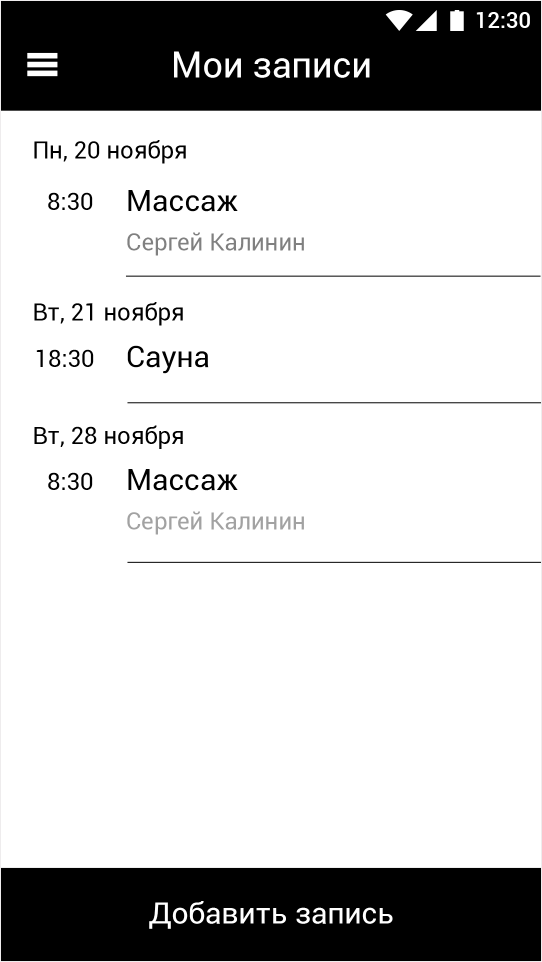 12:30
Мои записи
Пн, 20 ноября
8:30 Массаж
Сергей Калинин
Вт, 21 ноября
18:30 Сауна
Вт, 28 ноября
8:30 Массаж
Сергей Калинин
Добавить запись